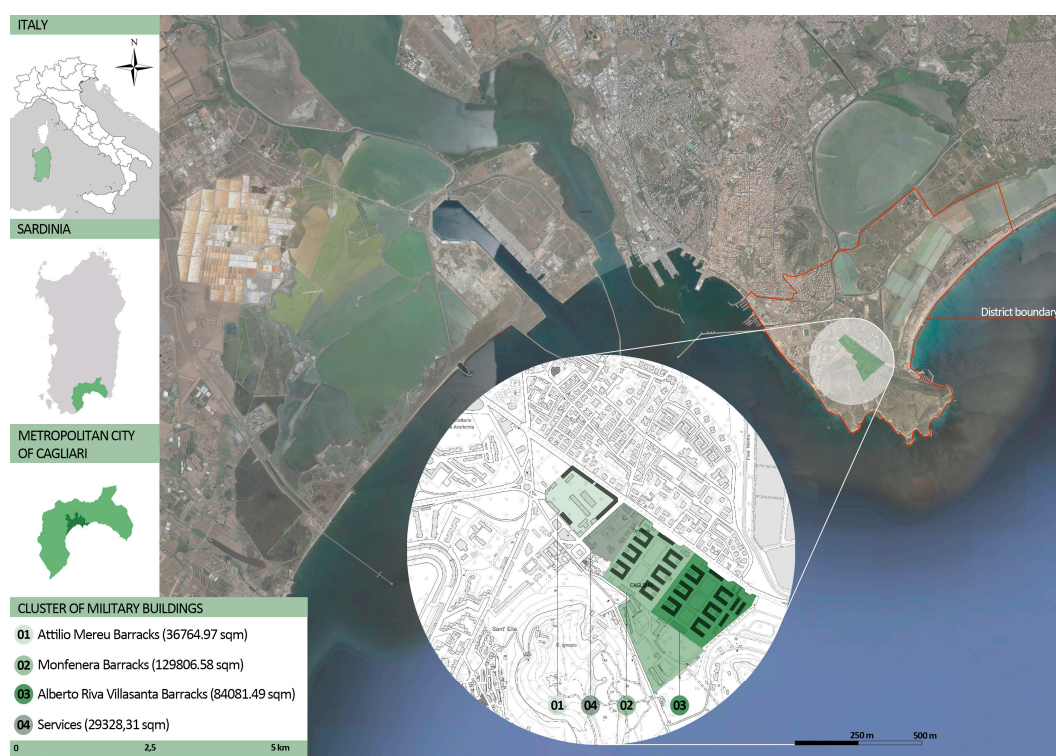 ITALY
N
SARDINIA
METROPOLITAN CITY
OF CAGLIARI
District boundary
CAGLIARI
Sant' Elia
S. Ignazio
01
04
02
03
CLUSTER OF MILITARY BUILDINGS
01 Attilio Mereu Barracks (36764.97 sqm)
02 Monfenera Barracks (129806.58 sqm)
03 Alberto Riva Villasanta Barracks (84081.49 sqm)
04 Services (29328,31 sqm)
0 2,5 5 km
250 m 500 m